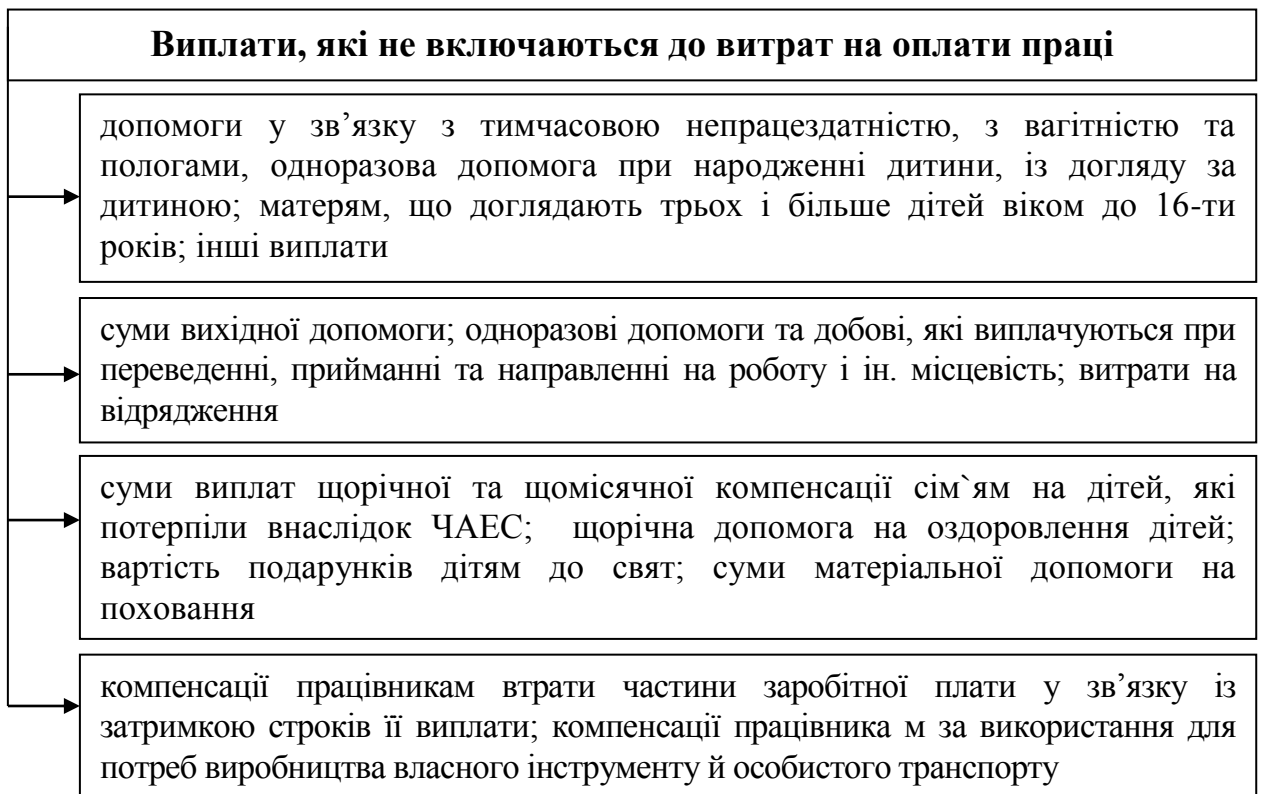 Виплати, які не включаються до витрат на оплати праці
допомоги у зв’язку з тимчасовою непрацездатністю, з вагітністю та
пологами, одноразова допомога при народженні дитини, із догляду за
дитиною; матерям, що доглядають трьох і більше дітей віком до 16-ти
років; інші виплати
суми вихідної допомоги; одноразові допомоги та добові, які виплачуються при
переведенні, прийманні та направленні на роботу і ін. місцевість; витрати на
відрядження
суми виплат щорічної та щомісячної компенсації сім`ям на дітей, які
потерпіли внаслідок ЧАЕС; щорічна допомога на оздоровлення дітей;
вартість подарунків дітям до свят; суми матеріальної допомоги на
поховання
компенсації працівникам втрати частини заробітної плати у зв’язку із
затримкою строків її виплати; компенсації працівника м за використання для
потреб виробництва власного інструменту й особистого транспорту